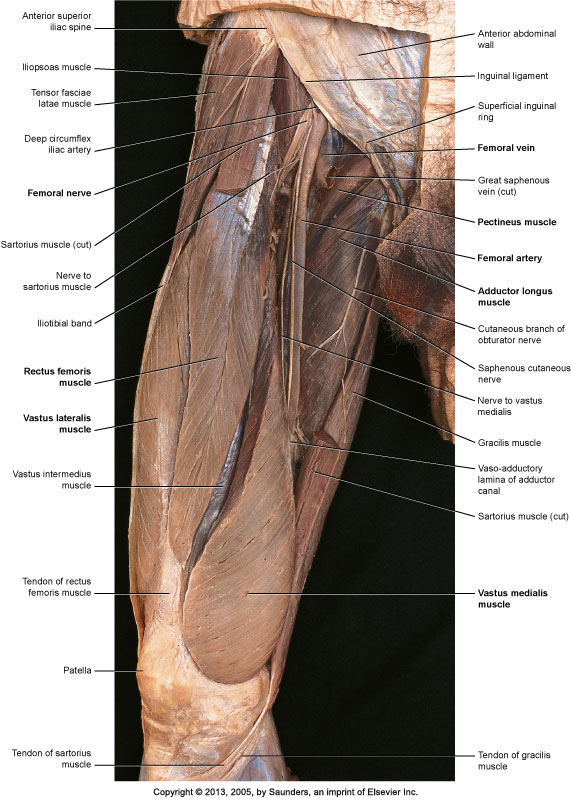 Anterior superior
iliac spine
Iliopsoas muscle
Tensor fasciae
latae muscle
Deep circumflex
iliac artery
Femoral nerve
Sartorius muscle (cut)
Nerve to
sartorius muscle
Iliotibial band
Rectus femoris
muscle
Vastus lateralis
muscle
Vastus intermedius
muscle
Tendon of rectus
femoris muscle
Patella
Tendon of sartorius
muscle
Anterior abdominal
wall
Inguinal ligament
Superficial inguinal
ring
Femoral vein
Great saphenous
vein (cut)
Pectineus muscle
Femoral artery
Adductor longus
muscle
Cutaneous branch of
obturator nerve
Saphenous cutaneous
nerve
Nerve to vastus
medialis
Gracilis muscle
Vaso-adductory
lamina of adductor
canal
Sartorius muscle (cut)
Vastus medialis
muscle
Tendon of gracilis
muscle
Copyright © 2013, 2005, by Saunders, an imprint of Elsevier Inc.